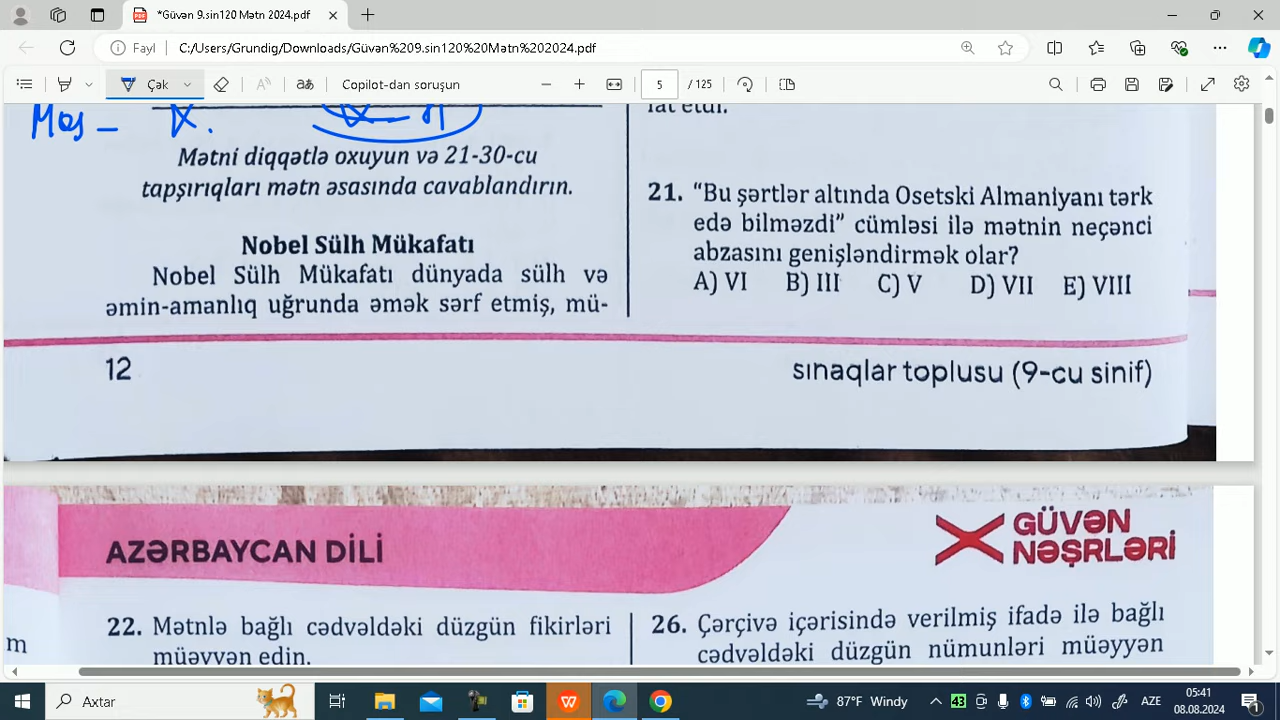 *Güvən 9.sin120 Mətn 2024.pdf
Fayl
C:/Users/Grundig/Downloads/Güvən%209.sin120%20Mətn%202024.pdf
Çək
Copilot-dan soruşun
5
/ 125
Mətni diqqətlə oxuyun və 21-30-cu
tapşırıqları mətn əsasında cavablandırın.
Nobel Sülh Mükafatı
Nobel Sülh Mükafatı dünyada sülh və
əmin-amanlıq uğrunda əmək sərf etmiş, mü-
12
lat etdi.
21. “Bu şərtlər altında Osetski Almaniyanı tərk
edə bilməzdi” cümləsi ilə mətnin neçənci
abzasını genişləndirmək olar?
A) VI B) III C) V D) VII E) VIII
sınaqlar toplusu (9-cu sinif)
AZƏRBAYCAN DİLİ
GÜVƏN
NƏŞRLƏRİ
m
22. Mətnlə bağlı cədvəldəki düzgün fikirləri
müəyyən edin.
26. Çərçivə içərisində verilmiş ifadə ilə bağlı
cədvəldəki düzgün nümunləri müəyyən
Axtar
87°F Windy
43
AZE
05:41
08.08.2024
1